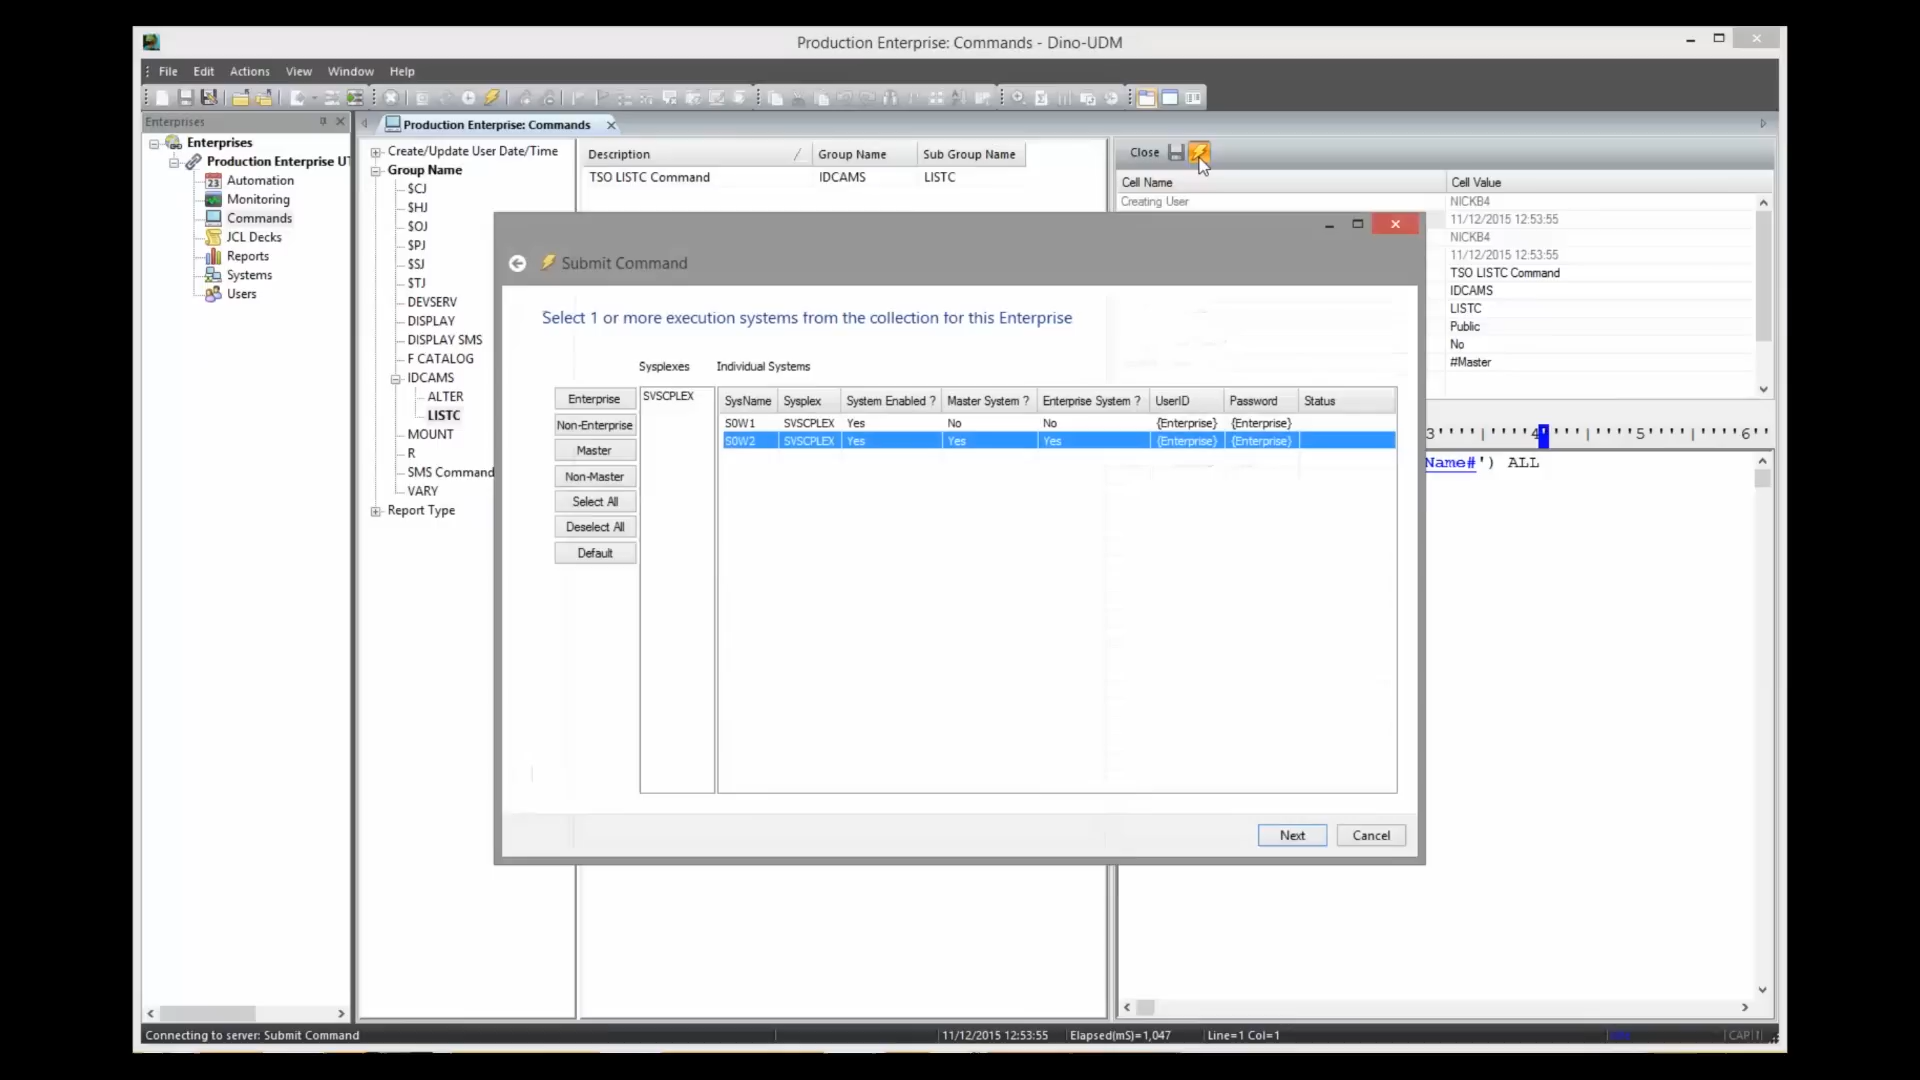 Production Enterprise: Commands - Dino-UDM
File Edit Actions View Window Help
Enterprises
Enterprises
Production Enterprise U
23 Automation
Monitoring
Commands
JCL Decks
Reports
Systems
Users
Production Enterprise: Commands
Create/Update User Date/Time
Group Name
$CJ
$HJ
$OJ
$PJ
$SJ
$TJ
DEVSERV
DISPLAY
DISPLAY SMS
F CATALOG
IDCAMS
ALTER
LISTC
MOUNT
R
SMS Command
VARY
Report Type
Description Group Name Sub Group Name
TSO LISTC Command IDCAMS LISTC
Close
Cell Name Cell Value
Creating User NICKB4
11/12/2015 12:53:55
NICKB4
11/12/2015 12:53:55
TSO LISTC Command
IDCAMS
LISTC
Public
No
#Master
3''''|''''4''''|''''5''''|''''6''
Name#') ALL
Submit Command
Select 1 or more execution systems from the collection for this Enterprise
Sysplexes Individual Systems
Enterprise
Non-Enterprise
Master
Non-Master
Select All
Deselect All
Default
SVSCPLEX
SysName Sysplex System Enabled ? Master System ? Enterprise System ? UserID Password Status
S0W1 SVSCPLEX Yes No No {Enterprise} {Enterprise}
S0W2 SVSCPLEX Yes Yes Yes {Enterprise} {Enterprise}
Next Cancel
Connecting to server: Submit Command 11/12/2015 12:53:55 Elapsed(mS)=1,047 Line=1 Col=1 CAP